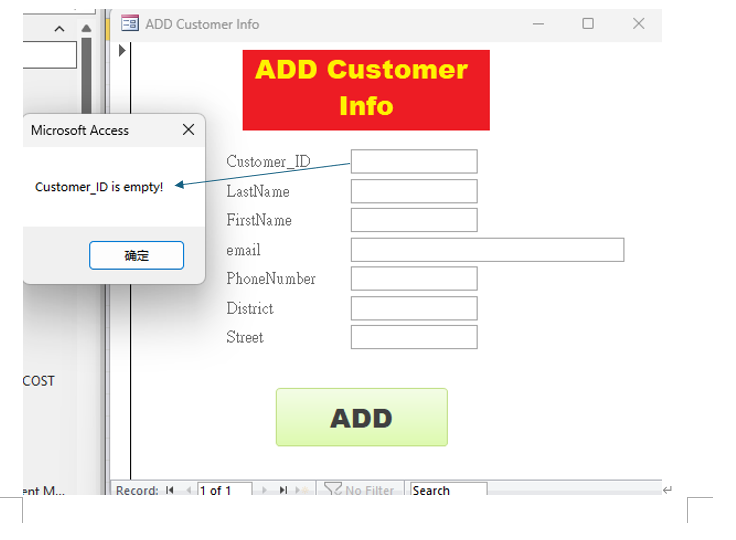 ADD Customer Info
ADD Customer
Info
Microsoft Access
Customer_ID is empty!
确定
Customer_ID
LastName
FirstName
email
PhoneNumber
District
Street
COST
ADD
ent M...
Record:
1 of 1
No Filter
Search